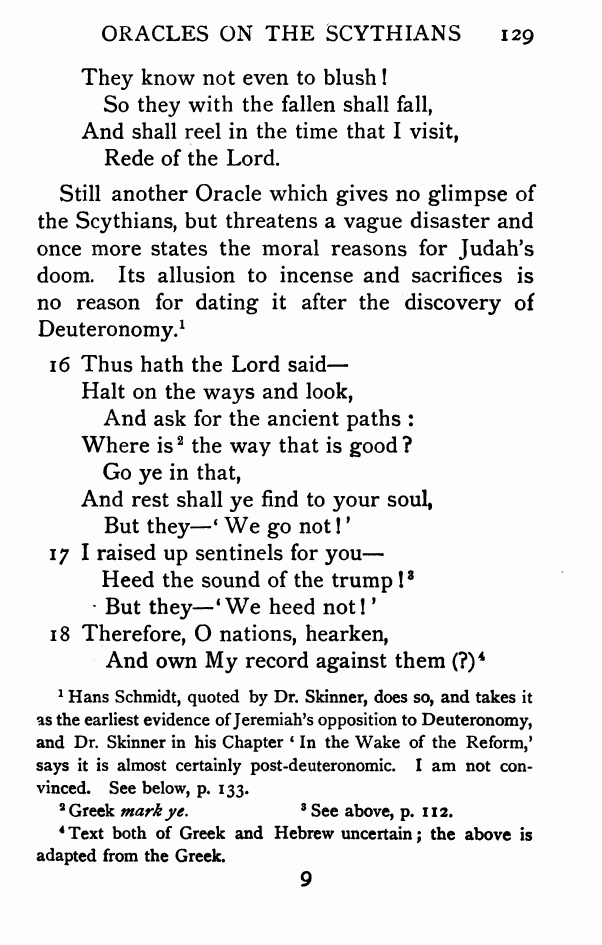 ORACLES ON THE SCYTHIANS 129
They know not even to blush!
So they with the fallen shall fall,
And shall reel in the time that I visit,
Rede of the Lord.
Still another Oracle which gives no glimpse of
the Scythians, but threatens a vague disaster and
once more states the moral reasons for Judah's
doom. Its allusion to incense and sacrifices is
no reason for dating it after the discovery of
Deuteronomy.¹
16 Thus hath the Lord said—
Halt on the ways and look,
And ask for the ancient paths:
Where is² the way that is good?
Go ye in that,
And rest shall ye find to your soul,
But they—‘We go not!’
17 I raised up sentinels for you—
Heed the sound of the trump!³
But they—‘We heed not!’
18 Therefore, O nations, hearken,
And own My record against them (?)⁴
¹ Hans Schmidt, quoted by Dr. Skinner, does so, and takes it
as the earliest evidence of Jeremiah's opposition to Deuteronomy,
and Dr. Skinner in his Chapter ‘In the Wake of the Reform,’
says it is almost certainly post-deuteronomic. I am not con-
vinced. See below, p. 133.
² Greek mark ye. ³ See above, p. 112.
⁴ Text both of Greek and Hebrew uncertain; the above is
adapted from the Greek.
9